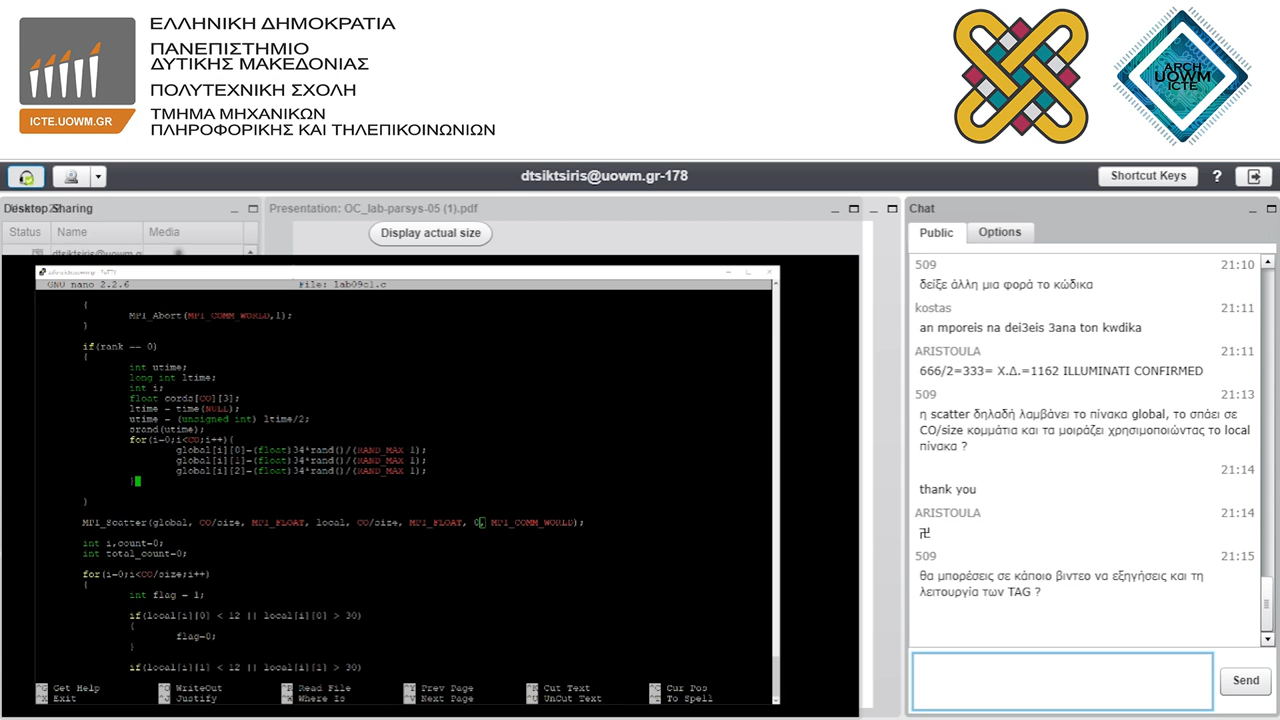 ΕΛΛΗΝΙΚΗ ΔΗΜΟΚΡΑΤΙΑ
ΠΑΝΕΠΙΣΤΗΜΙΟ
ΔΥΤΙΚΗΣ ΜΑΚΕΔΟΝΙΑΣ
ΠΟΛΥΤΕΧΝΙΚΗ ΣΧΟΛΗ
ΤΜΗΜΑ ΜΗΧΑΝΙΚΩΝ
ΠΛΗΡΟΦΟΡΙΚΗΣ ΚΑΙ ΤΗΛΕΠΙΚΟΙΝΩΝΙΩΝ
ICTE.UOWM.GR
ARCH
UOWM
ICTE
dtsiktsiris@uowm.gr-178
Shortcut Keys
?
Desktop Sharing
Presentation: OC_lab-parsys-05 (1).pdf
Chat
Status Name Media
Display actual size
Public Options
dtsiktsiris@uowm.g
GNU nano 2.2.6 File: lab09cl.c
{
MPI_Abort(MPI_COMM_WORLD,1);
}
if(rank == 0)
{
int utime;
long int ltime;
int i;
float cords[CO][3];
ltime = time(NULL);
utime = (unsigned int) ltime/2;
srand(utime);
for(i=0;i<CO;i++){
global[i][0]=(float)34*rand()/(RAND_MAX 1);
global[i][1]=(float)34*rand()/(RAND_MAX 1);
global[i][2]=(float)34*rand()/(RAND_MAX 1);
}
}
MPI_Scatter(global, CO/size, MPI_FLOAT, local, CO/size, MPI_FLOAT, 0, MPI_COMM_WORLD);
int i,count=0;
int total_count=0;
for(i=0;i<CO/size;i++)
{
int flag = 1;
if(local[i][0] < 12 || local[i][0] > 30)
{
flag=0;
}
if(local[i][1] < 12 || local[i][1] > 30)
^G Get Help ^O WriteOut ^R Read File ^Y Prev Page ^K Cut Text ^C Cur Pos
^X Exit ^J Justify ^W Where Is ^V Next Page ^U UnCut Text ^T To Spell
509 21:10
δείξε άλλη μια φορά το κώδικα
kostas 21:11
an mporeis na dei3eis 3ana ton kwdika
ARISTOULA 21:11
666/2=333= Χ.Δ.=1162 ILLUMINATI CONFIRMED
509 21:13
η scatter δηλαδή λαμβάνει το πίνακα global, το σπάει σε
CO/size κομμάτια και τα μοιράζει χρησιμοποιώντας το local
πίνακα ?
21:14
thank you
ARISTOULA 21:14
卍
509 21:15
θα μπορέσεις σε κάποιο βιντεο να εξηγήσεις και τη
λειτουργία των TAG ?
Send